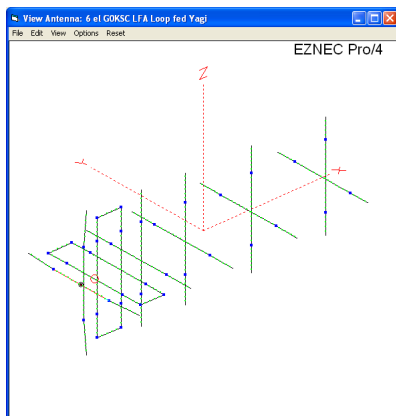 View Antenna: 6 el G0KSC LFA Loop fed Yagi
File Edit View Options Reset
EZNEC Pro/4
Z
Y
X